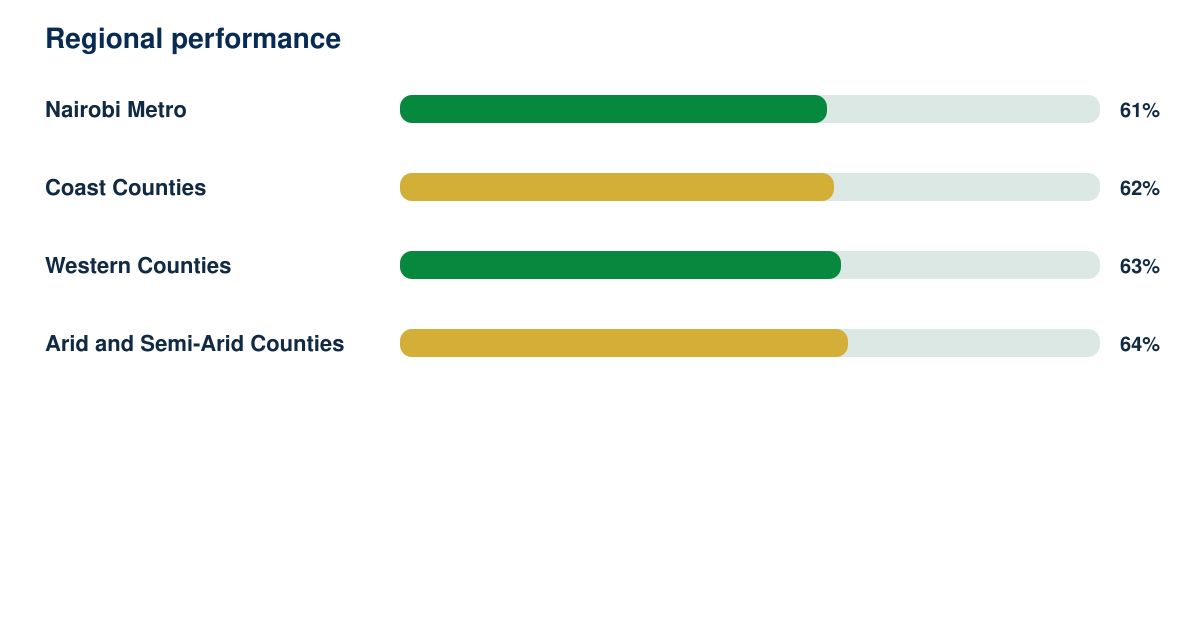 Regional performance
Nairobi Metro 61%
Coast Counties 62%
Western Counties 63%
Arid and Semi-Arid Counties 64%